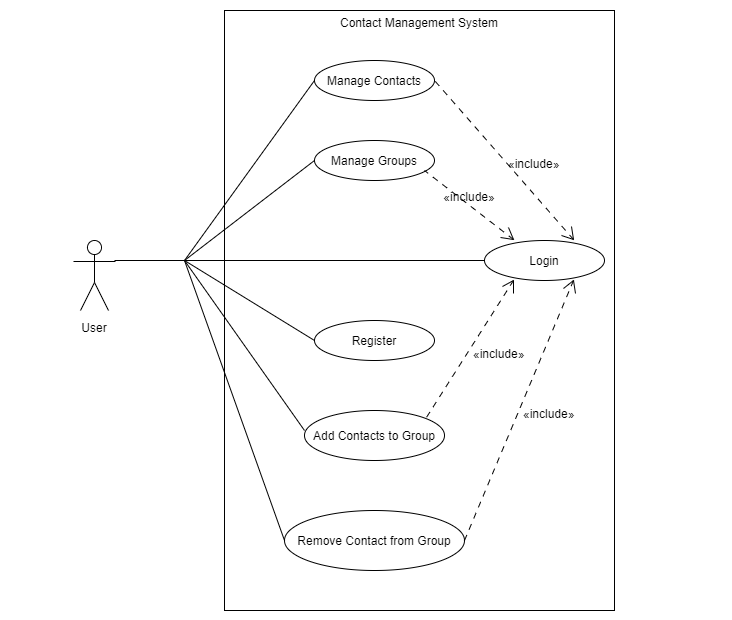 Contact Management System
Manage Contacts
Manage Groups
«include»
«include»
Login
User
Register
«include»
Add Contacts to Group
«include»
Remove Contact from Group